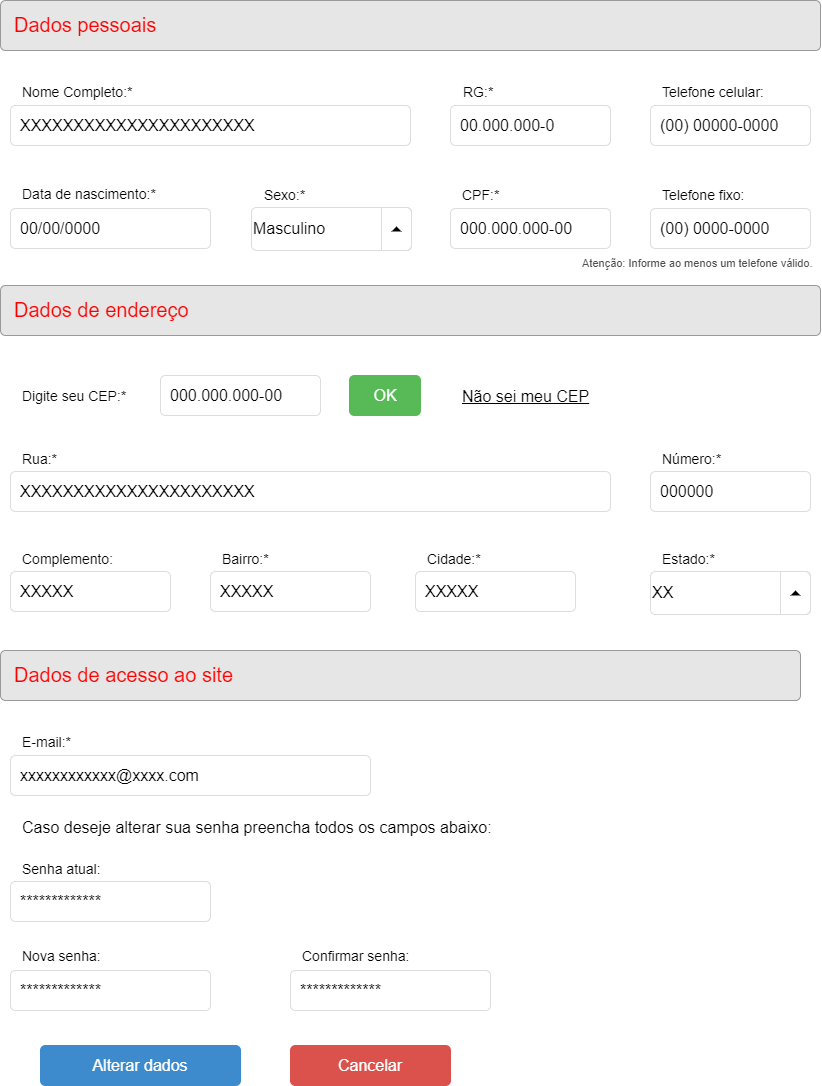 Dados pessoais
Nome Completo:* RG:* Telefone celular:
XXXXXXXXXXXXXXXXXXXXXX 00.000.000-0 (00) 00000-0000
Data de nascimento:* Sexo:* CPF:* Telefone fixo:
00/00/0000 Masculino 000.000.000-00 (00) 0000-0000
Atenção: Informe ao menos um telefone válido.
Dados de endereço
Digite seu CEP:* 000.000.000-00 OK Não sei meu CEP
Rua:* Número:*
XXXXXXXXXXXXXXXXXXXXXX 000000
Complemento: Bairro:* Cidade:* Estado:*
XXXXX XXXXX XXXXX XX
Dados de acesso ao site
E-mail:*
xxxxxxxxxxxx@xxxx.com
Caso deseje alterar sua senha preencha todos os campos abaixo:
Senha atual:
*************
Nova senha: Confirmar senha:
************* *************
Alterar dados Cancelar